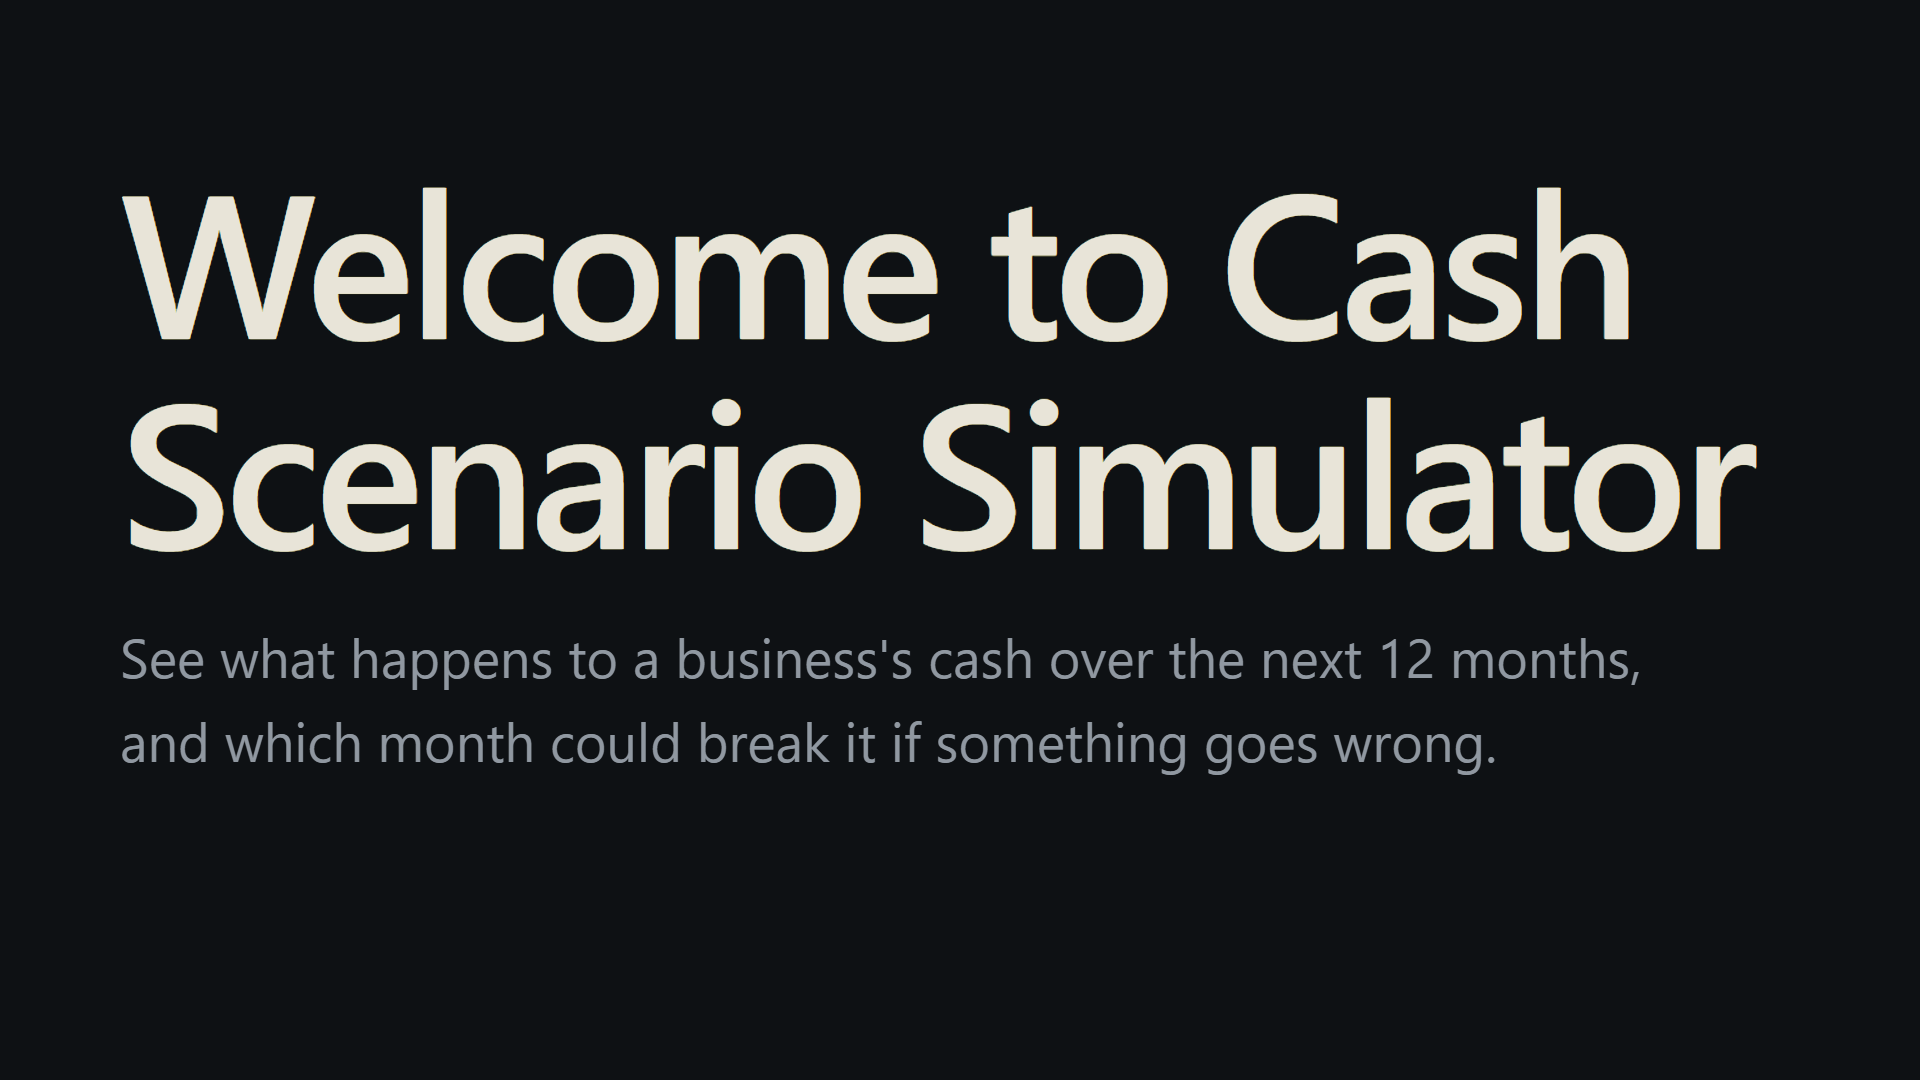 Welcome to Cash
Scenario Simulator
See what happens to a business's cash over the next 12 months,
and which month could break it if something goes wrong.